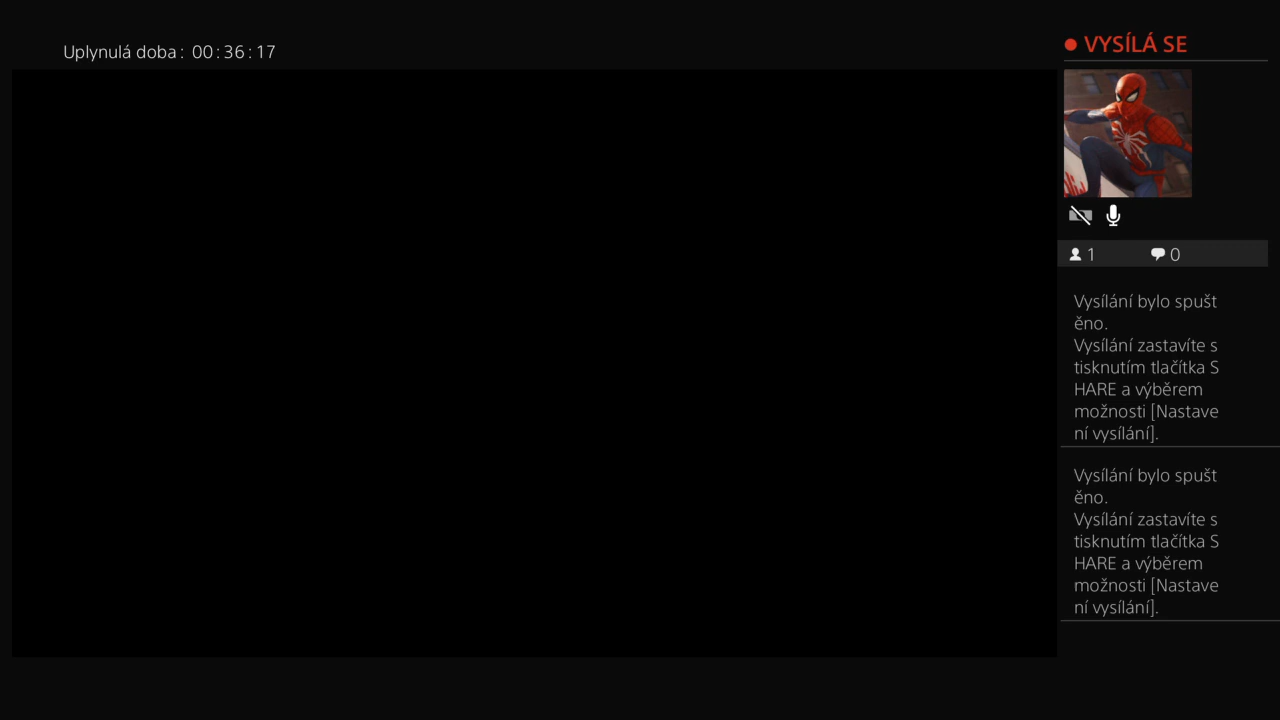 Uplynulá doba: 00:36:17
VYSÍLÁ SE
1 0
Vysílání bylo spušt
ěno.
Vysílání zastavíte s
tisknutím tlačítka S
HARE a výběrem
možnosti [Nastave
ní vysílání].
Vysílání bylo spušt
ěno.
Vysílání zastavíte s
tisknutím tlačítka S
HARE a výběrem
možnosti [Nastave
ní vysílání].